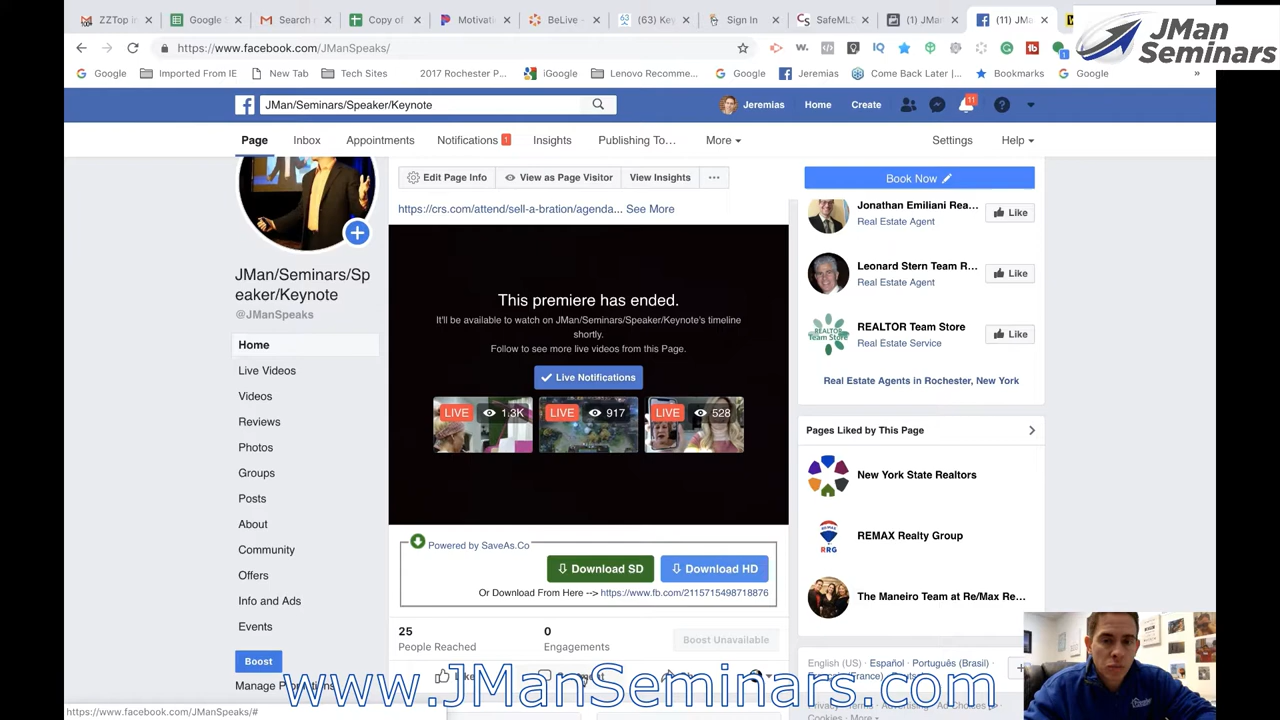 ZZTop in
Google S
Search r
Copy of
Motivati
BeLive -
(63) Key
Sign In
SafeMLS
(1) JMan
(11) JMa
JMan
Seminars
https://www.facebook.com/JManSpeaks/
Google
Imported From IE
New Tab
Tech Sites
2017 Rochester P...
iGoogle
Lenovo Recomme...
Google
Jeremias
Come Back Later |...
Bookmarks
Google
»
JMan/Seminars/Speaker/Keynote
Jeremias
Home
Create
11
Page
Inbox
Appointments
Notifications 1
Insights
Publishing To...
More
Settings
Help
Edit Page Info
View as Page Visitor
View Insights
...
Book Now
https://crs.com/attend/sell-a-bration/agenda... See More
JMan/Seminars/Sp
eaker/Keynote
@JManSpeaks
Home
Live Videos
Videos
Reviews
Photos
Groups
Posts
About
Community
Offers
Info and Ads
Events
Boost
This premiere has ended.
It'll be available to watch on JMan/Seminars/Speaker/Keynote's timeline
shortly.
Follow to see more live videos from this Page.
Live Notifications
LIVE 1.3K
LIVE 917
LIVE 528
Powered by SaveAs.Co
Download SD
Download HD
Or Download From Here --> https://www.fb.com/2115715498718876
25
People Reached
0
Engagements
Boost Unavailable
Jonathan Emiliani Rea...
Real Estate Agent
Like
Leonard Stern Team R...
Real Estate Agent
Like
REALTOR Team Store
Real Estate Service
Like
REALTOR
Team Store
Real Estate Agents in Rochester, New York
Pages Liked by This Page
New York State Realtors
REMAX Realty Group
RRG
The Maneiro Team at Re/Max Re...
English (US) · Español · Português (Brasil)
www.JManSeminars.com
https://www.facebook.com/JManSpeaks/#